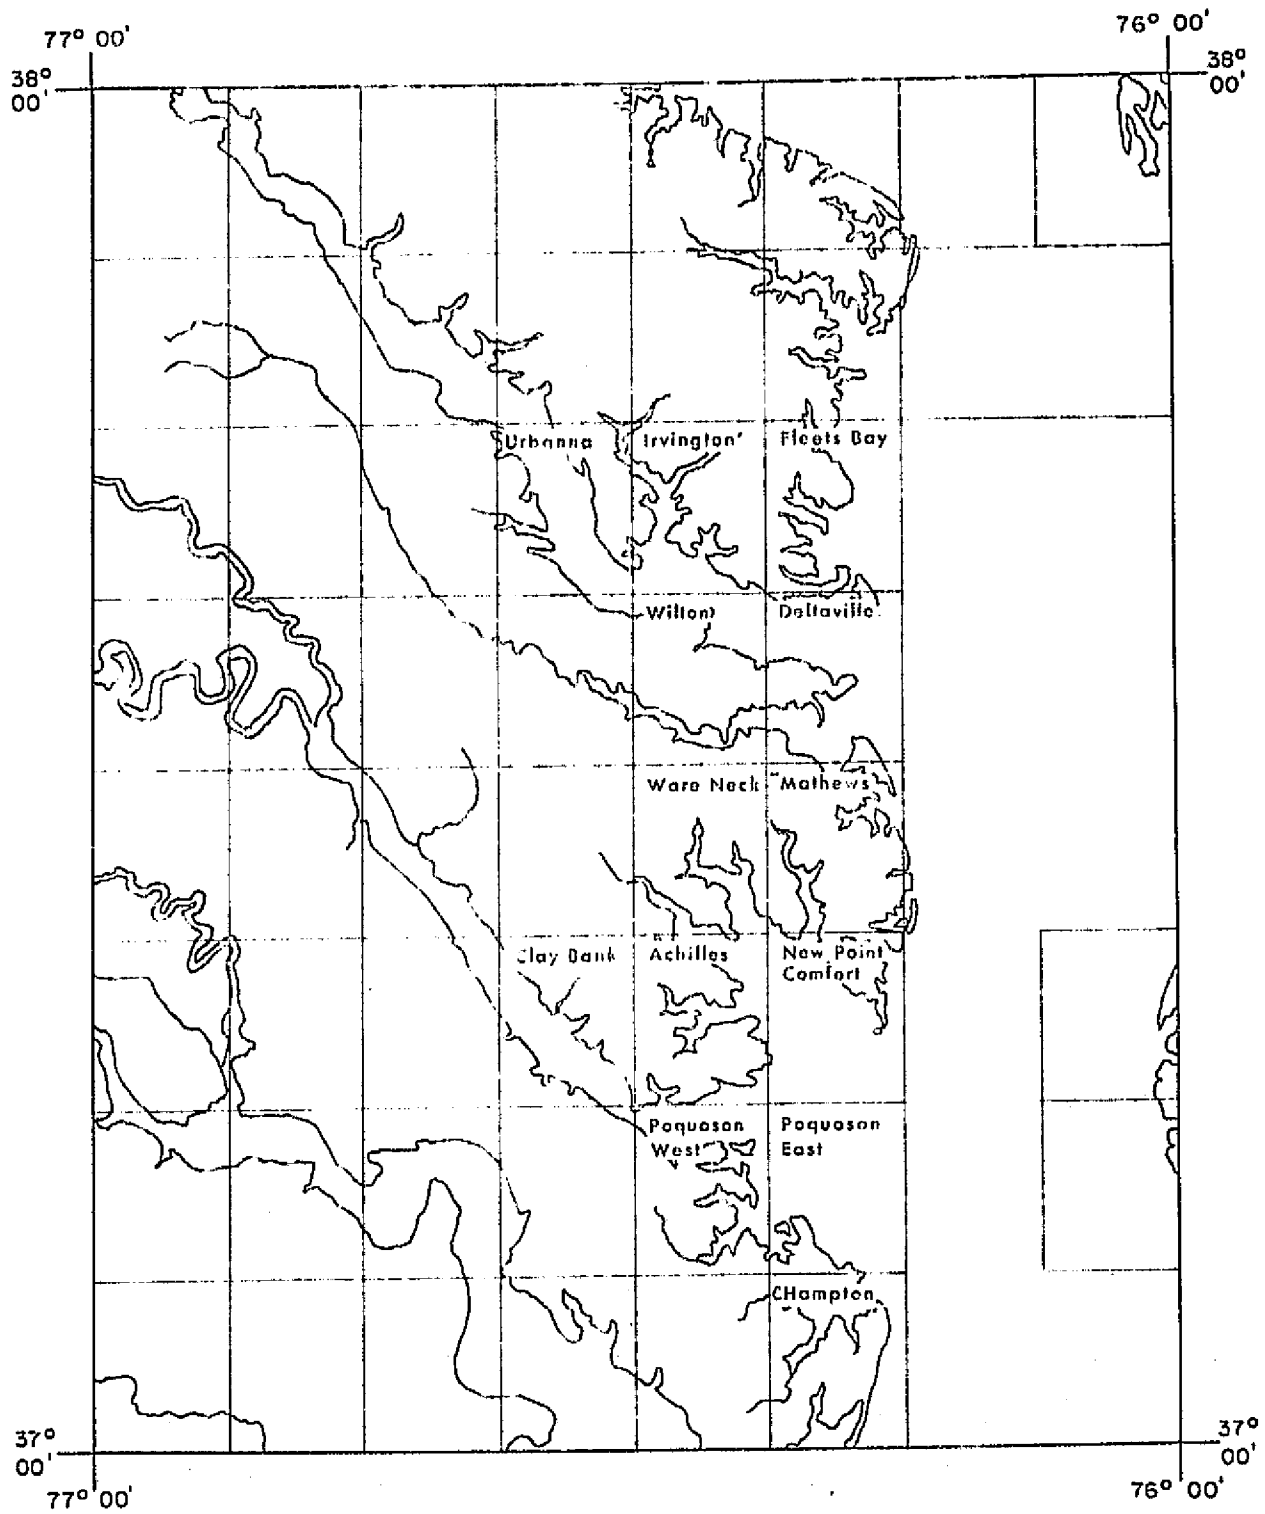 77° 00'
76° 00'
38°
00'
38°
00'
Urbanna
Irvington'
Fleets Bay
Wilton)
Deltaville.
Ware Neck
"Mathews
Clay Bank
Achilles
New Point
Comfort
Poquoson
West
Poquoson
East
CHampton
37°
00'
37°
00'
77° 00'
76° 00'